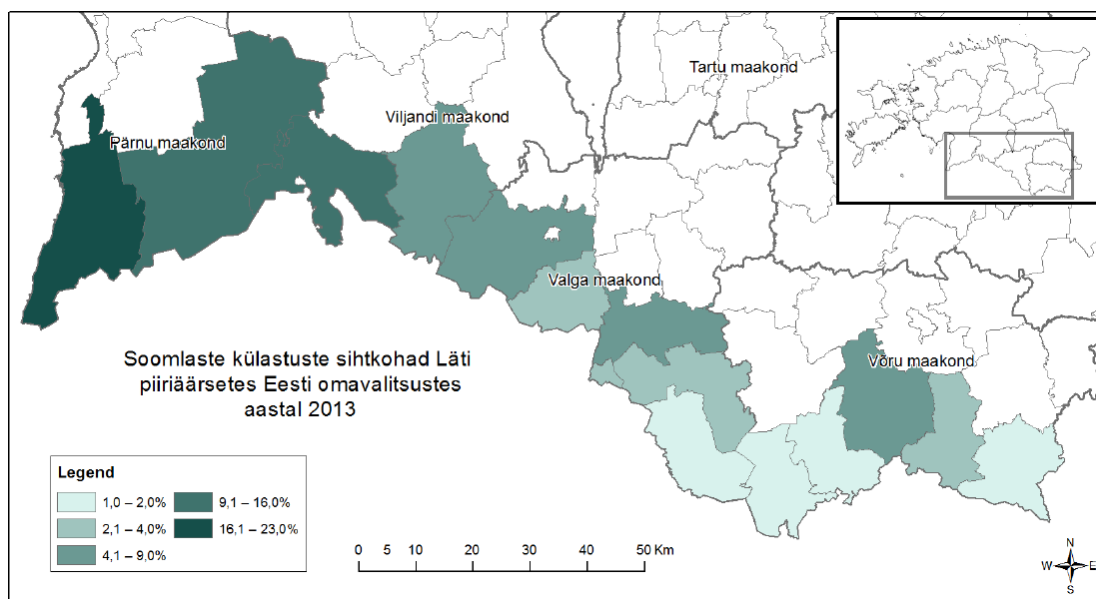 Tartu maakond
Viljandi maakond
Pärnu maakond
Valga maakond
Võru maakond
Soomlaste külastuste sihtkohad Läti
piiriäärsetes Eesti omavalitsustes
aastal 2013
Legend
1,0 – 2,0%
2,1 – 4,0%
4,1 – 9,0%
9,1 – 16,0%
16,1 – 23,0%
0 5 10 20 30 40 50 Km
N
W E
S